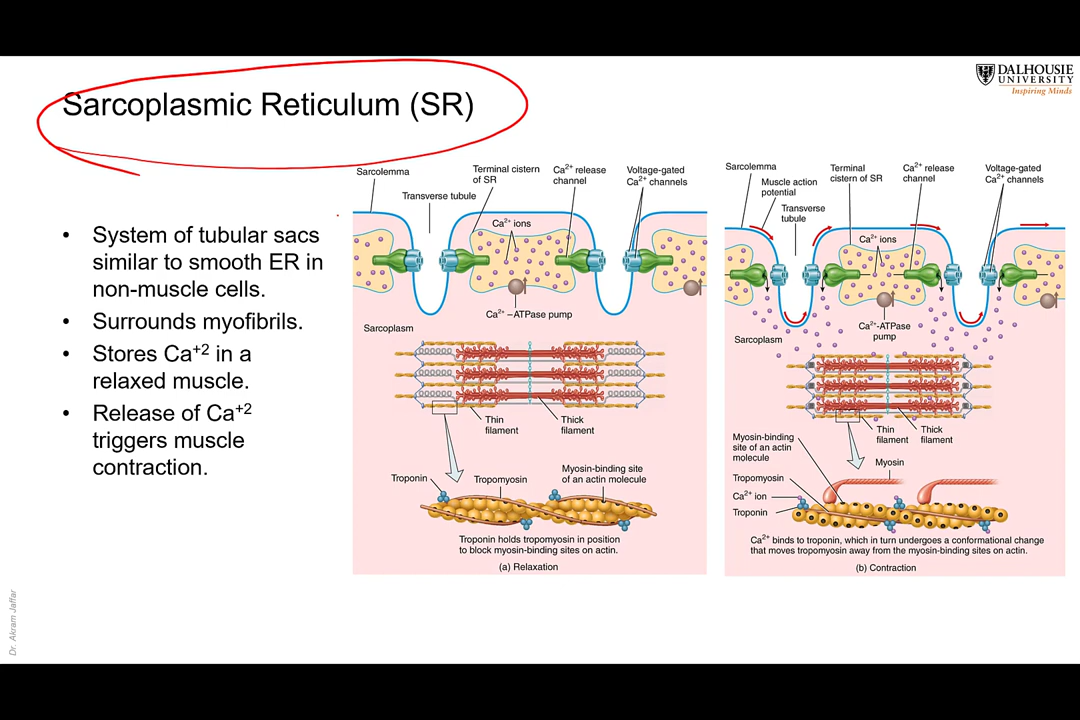 DALHOUSIE
UNIVERSITY
Inspiring Minds
Sarcoplasmic Reticulum (SR)
• System of tubular sacs
similar to smooth ER in
non-muscle cells.
• Surrounds myofibrils.
• Stores Ca+2 in a
relaxed muscle.
• Release of Ca+2
triggers muscle
contraction.
Sarcolemma
Transverse tubule
Terminal cistern
of SR
Ca2+ release
channel
Voltage-gated
Ca2+ channels
Ca2+ ions
Ca2+ –ATPase pump
Sarcoplasm
Thin
filament
Thick
filament
Troponin
Tropomyosin
Myosin-binding site
of an actin molecule
Troponin holds tropomyosin in position
to block myosin-binding sites on actin.
(a) Relaxation
Sarcolemma
Muscle action
potential
Transverse
tubule
Terminal
cistern of SR
Ca2+ release
channel
Voltage-gated
Ca2+ channels
Ca2+ ions
Ca2+-ATPase
pump
Sarcoplasm
Thin
filament
Thick
filament
Myosin-binding
site of an actin
molecule
Myosin
Tropomyosin
Ca2+ ion
Troponin
Ca2+ binds to troponin, which in turn undergoes a conformational change
that moves tropomyosin away from the myosin-binding sites on actin.
(b) Contraction
Dr. Akram Jaffar